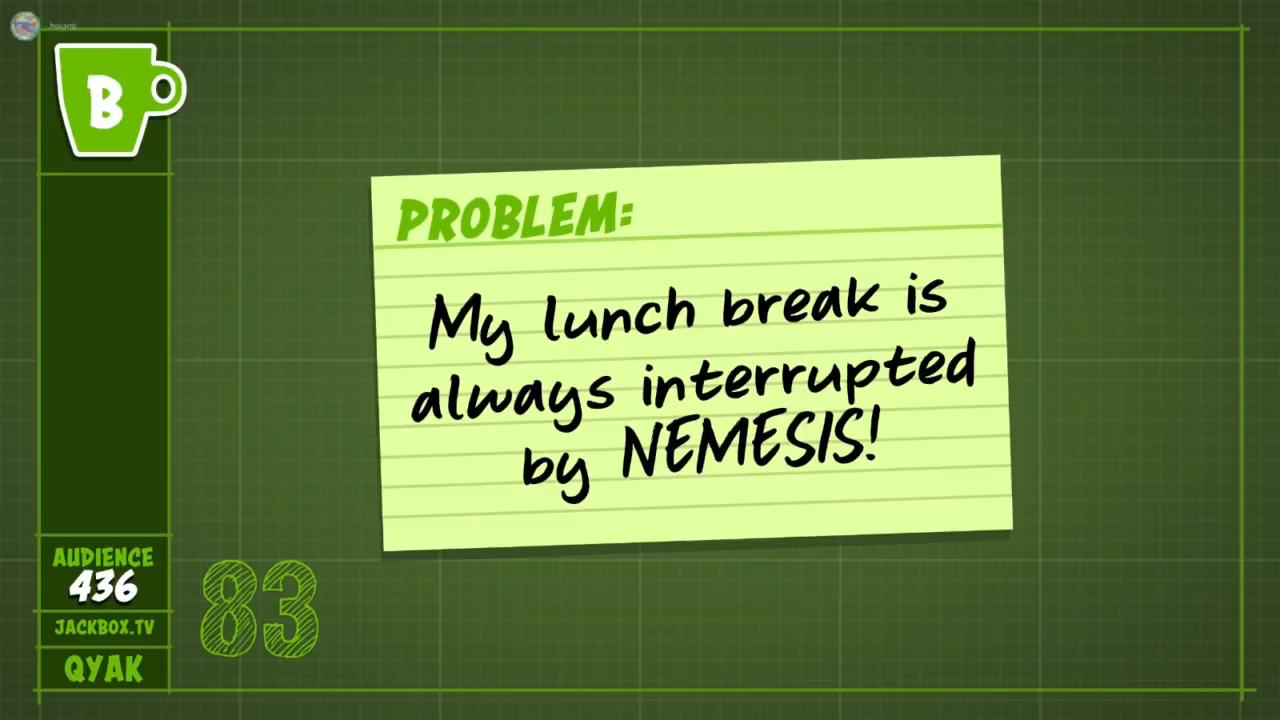 B
PROBLEM:
My lunch break is
always interrupted
by NEMESIS!
AUDIENCE
436
JACKBOX.TV
QYAK
83